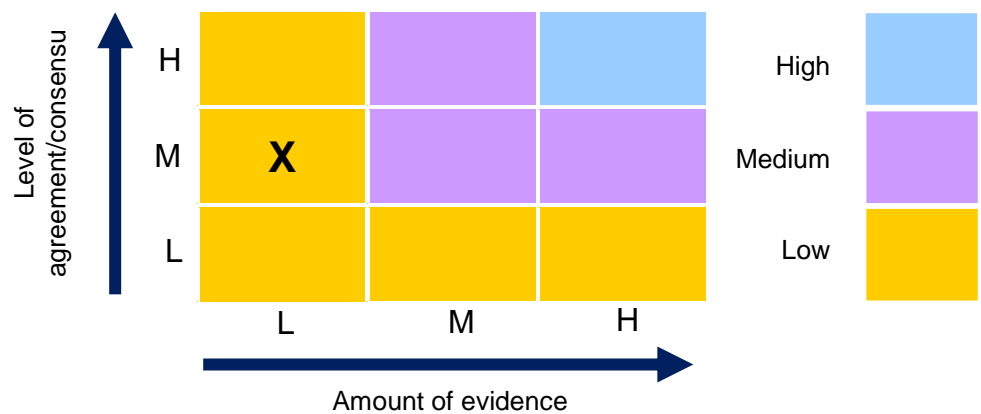 Level of
agreement/consensu
H
M
X
L
L M H
Amount of evidence
High
Medium
Low